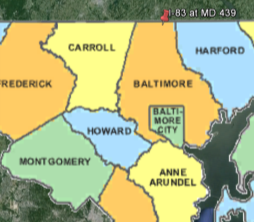 I 83 at MD 439
CARROLL
HARFORD
FREDERICK
BALTIMORE
BALTI-
MORE
CITY
HOWARD
MONTGOMERY
ANNE
ARUNDEL